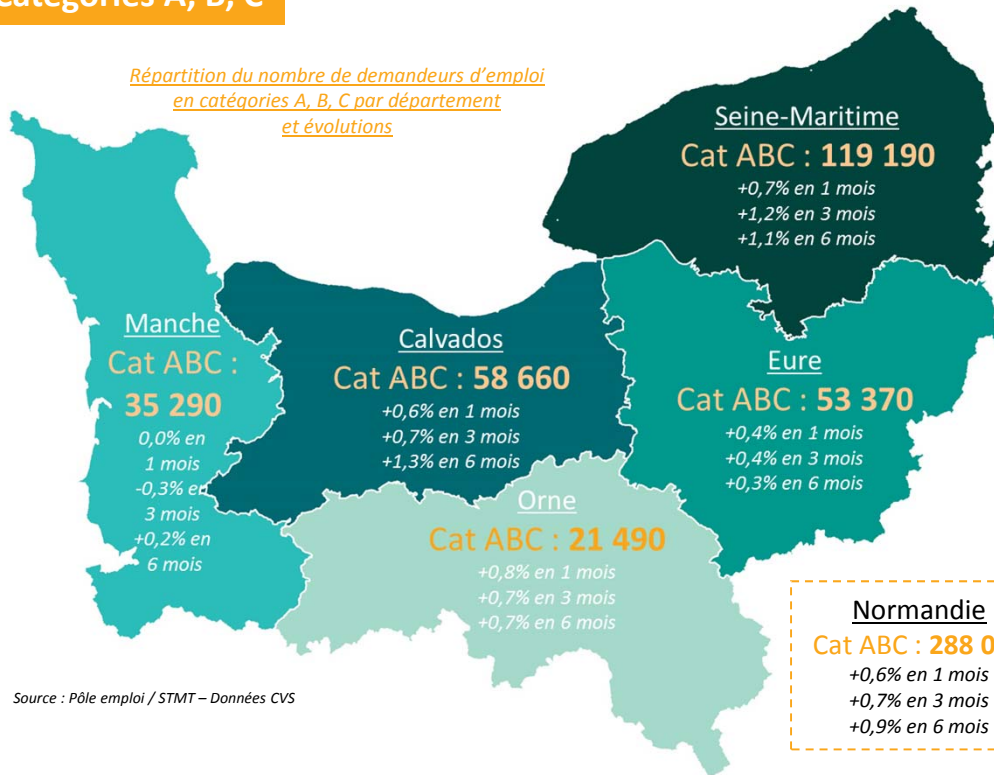 catégories A, B, C
Répartition du nombre de demandeurs d'emploi
en catégories A, B, C par département
et évolutions
Seine-Maritime
Cat ABC : 119 190
+0,7% en 1 mois
+1,2% en 3 mois
+1,1% en 6 mois
Manche
Cat ABC :
35 290
0,0% en
1 mois
-0,3% en
3 mois
+0,2% en
6 mois
Calvados
Cat ABC : 58 660
+0,6% en 1 mois
+0,7% en 3 mois
+1,3% en 6 mois
Eure
Cat ABC : 53 370
+0,4% en 1 mois
+0,4% en 3 mois
+0,3% en 6 mois
Orne
Cat ABC : 21 490
+0,8% en 1 mois
+0,7% en 3 mois
+0,7% en 6 mois
Normandie
Cat ABC : 288
+0,6% en 1 mois
+0,7% en 3 mois
+0,9% en 6 mois
Source : Pôle emploi / STMT – Données CVS